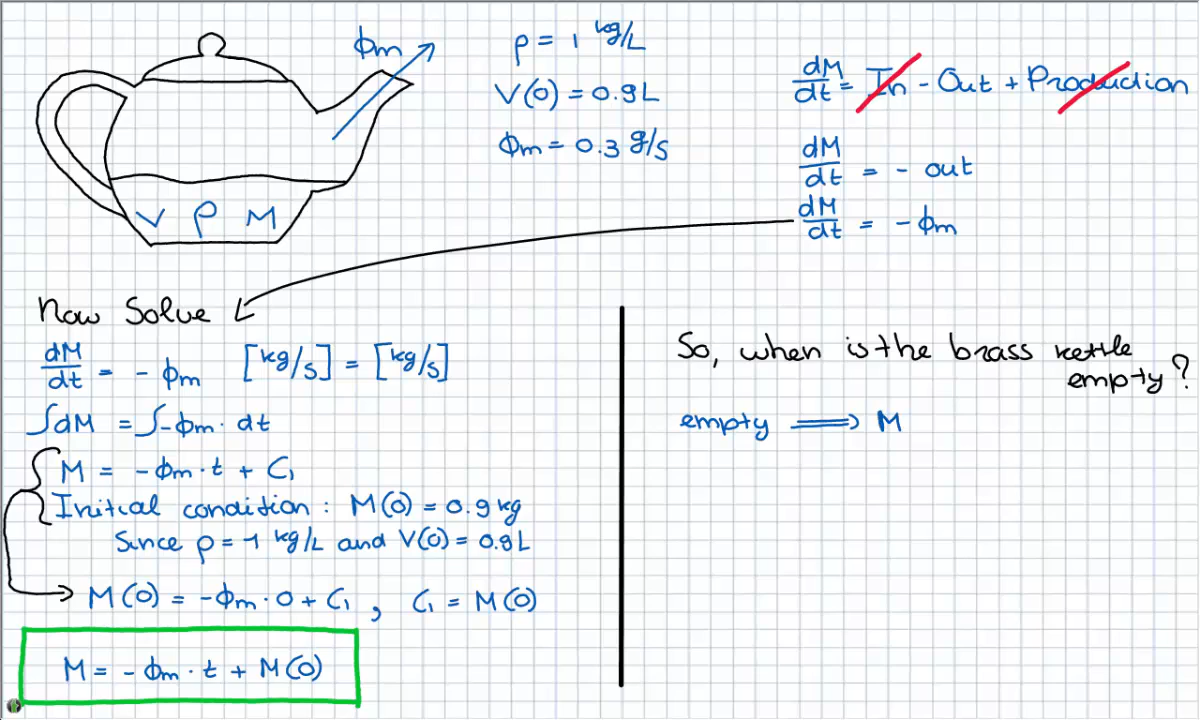 ϕm
ρ = 1 kg/L
V(0) = 0.9L
ϕm = 0.3 g/s
V ρ M
dM/dt = In - Out + Production
dM/dt = - out
dM/dt = - ϕm
Now Solve
dM/dt = - ϕm [kg/s] = [kg/s]
∫dM = ∫-ϕm · dt
M = -ϕm · t + C₁
Initial condition : M(0) = 0.9 kg
Since ρ = 1 kg/L and V(0) = 0.9L
M(0) = -ϕm · 0 + C₁ , C₁ = M(0)
M = - ϕm · t + M(0)
So, when is the brass kettle
empty?
empty ⟹ M